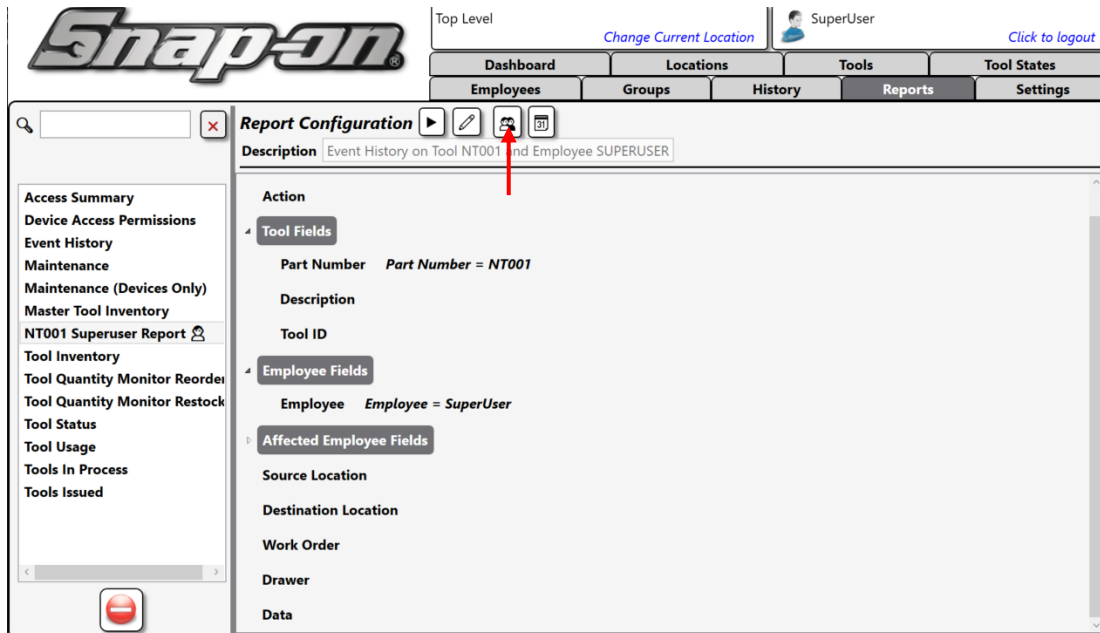 Snap-on®
Top Level
Change Current Location
SuperUser
Click to logout
Dashboard
Locations
Tools
Tool States
Employees
Groups
History
Reports
Settings
Report Configuration
31
Description
Event History on Tool NT001 and Employee SUPERUSER
Access Summary
Device Access Permissions
Event History
Maintenance
Maintenance (Devices Only)
Master Tool Inventory
NT001 Superuser Report
Tool Inventory
Tool Quantity Monitor Reorder
Tool Quantity Monitor Restock
Tool Status
Tool Usage
Tools In Process
Tools Issued
Action
Tool Fields
Part Number Part Number = NT001
Description
Tool ID
Employee Fields
Employee Employee = SuperUser
Affected Employee Fields
Source Location
Destination Location
Work Order
Drawer
Data